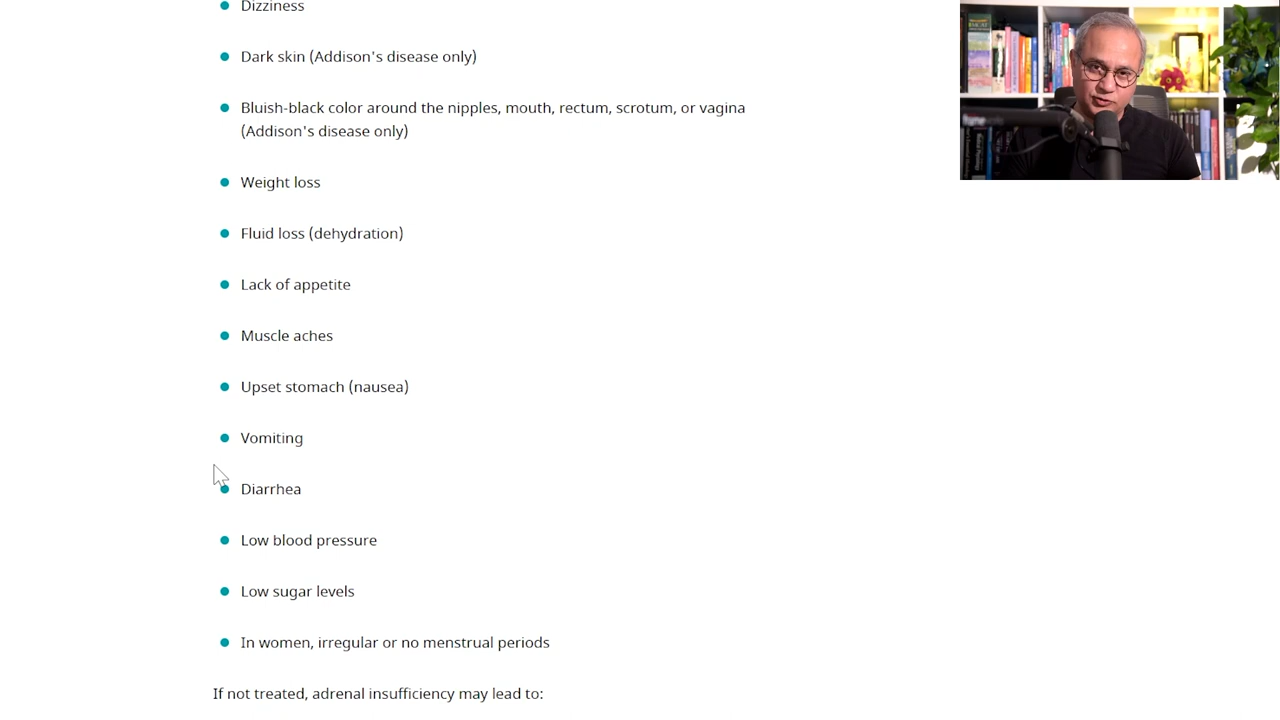 Dizziness
Dark skin (Addison's disease only)
Bluish-black color around the nipples, mouth, rectum, scrotum, or vagina
(Addison's disease only)
Weight loss
Fluid loss (dehydration)
Lack of appetite
Muscle aches
Upset stomach (nausea)
Vomiting
Diarrhea
Low blood pressure
Low sugar levels
In women, irregular or no menstrual periods
If not treated, adrenal insufficiency may lead to: